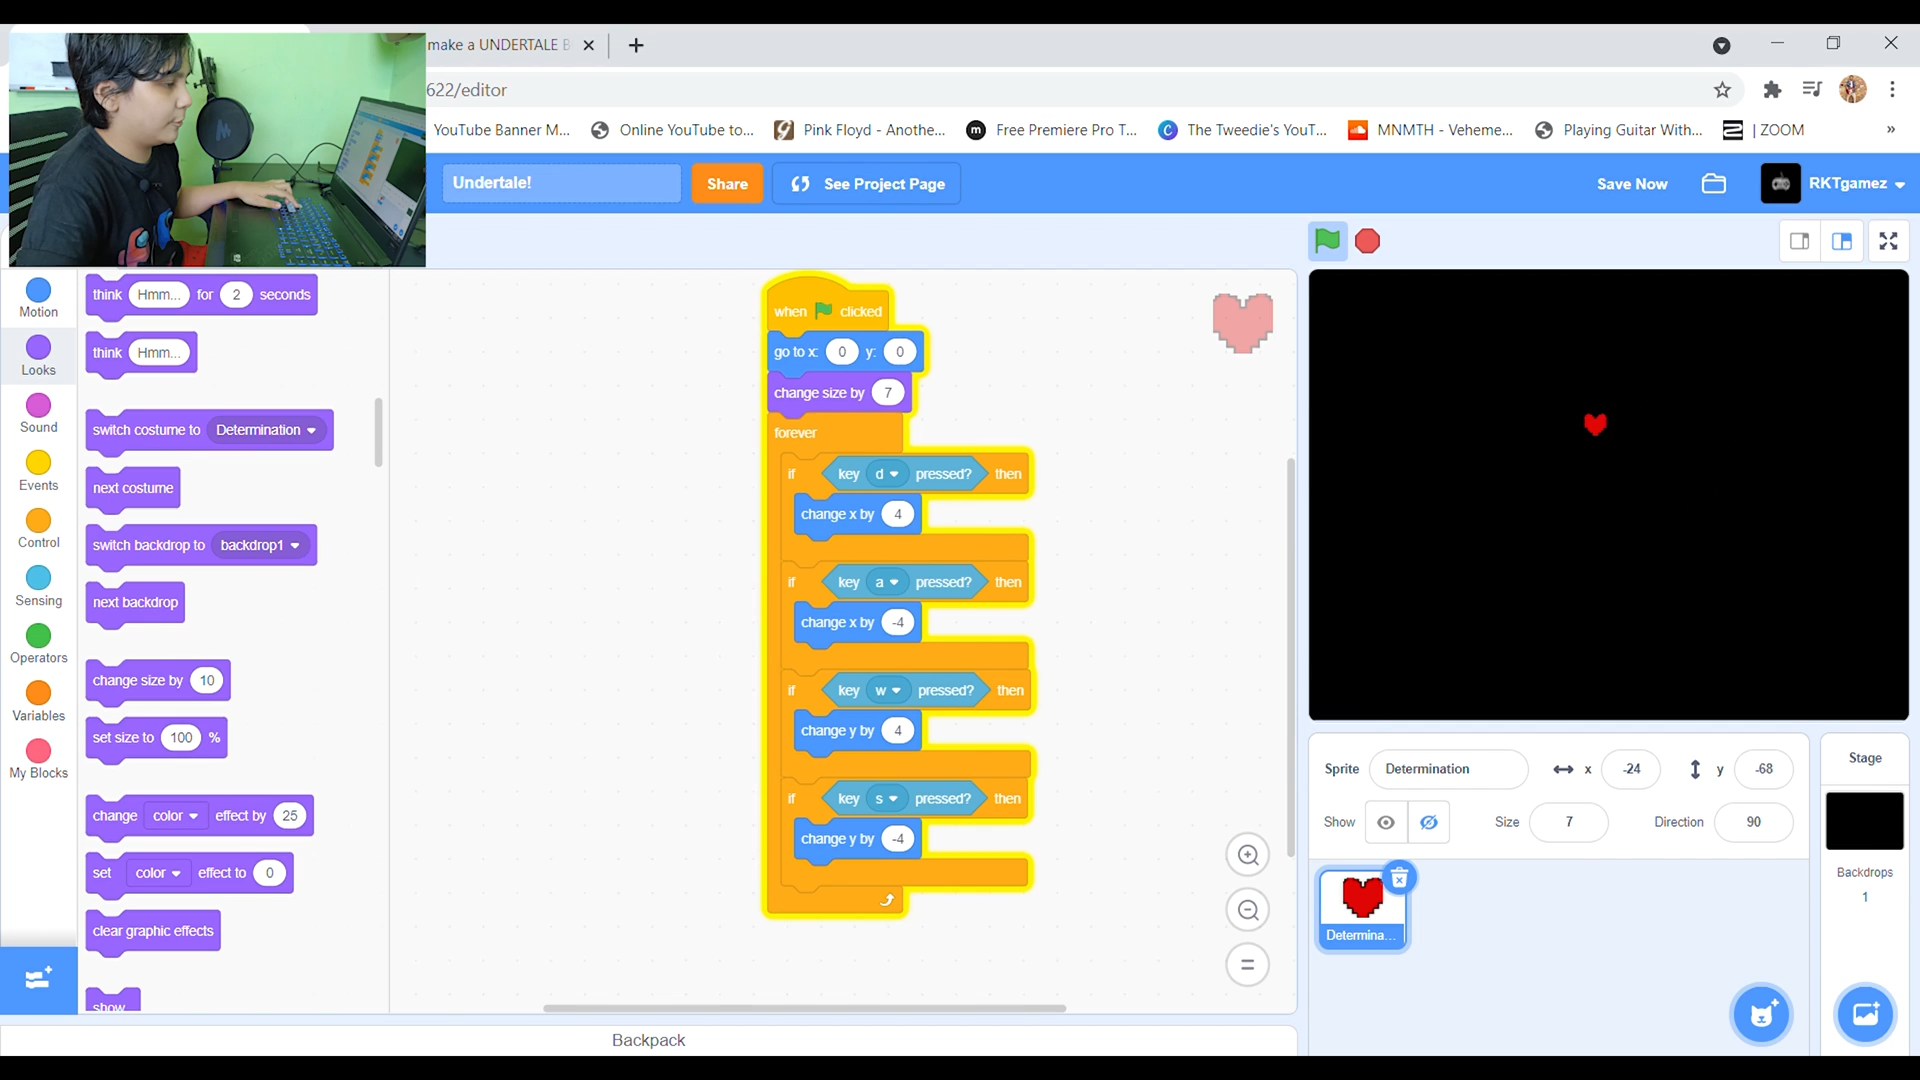 make a UNDERTALE B
622/editor
YouTube Banner M...
Online YouTube to...
Pink Floyd - Anothe...
Free Premiere Pro T...
The Tweedie's YouT...
MNMTH - Veheme...
Playing Guitar With...
| ZOOM
»
Undertale!
Share
See Project Page
Save Now
RKTgamez
Motion
Looks
Sound
Events
Control
Sensing
Operators
Variables
My Blocks
think Hmm... for 2 seconds
think Hmm...
switch costume to Determination
next costume
switch backdrop to backdrop1
next backdrop
change size by 10
set size to 100 %
change color effect by 25
set color effect to 0
clear graphic effects
show
when clicked
go to x: 0 y: 0
change size by 7
forever
if key d pressed? then
change x by 4
if key a pressed? then
change x by -4
if key w pressed? then
change y by 4
if key s pressed? then
change y by -4
Sprite Determination x -24 y -68
Show Size 7 Direction 90
Determina...
Stage
Backdrops
1
Backpack